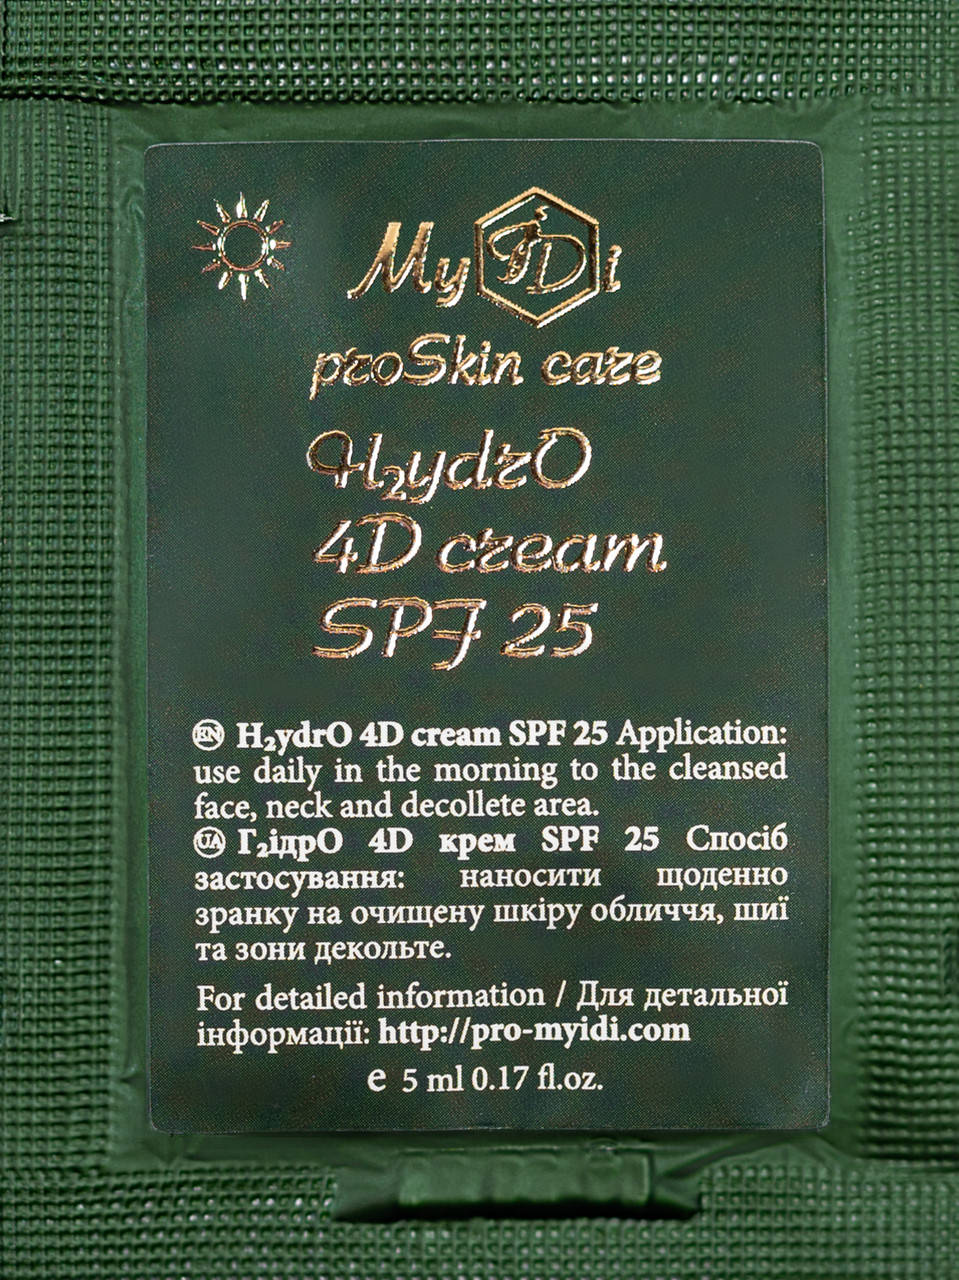 MyIDi
proSkin care
H₂ydrO
4D cream
SPF 25
EN H₂ydrO 4D cream SPF 25 Application:
use daily in the morning to the cleansed
face, neck and decollete area.
UA Г₂ідрО 4D крем SPF 25 Спосіб
застосування: наносити щоденно
зранку на очищену шкіру обличчя, шиї
та зони декольте.
For detailed information / Для детальної
інформації: http://pro-myidi.com
e 5 ml 0.17 fl.oz.